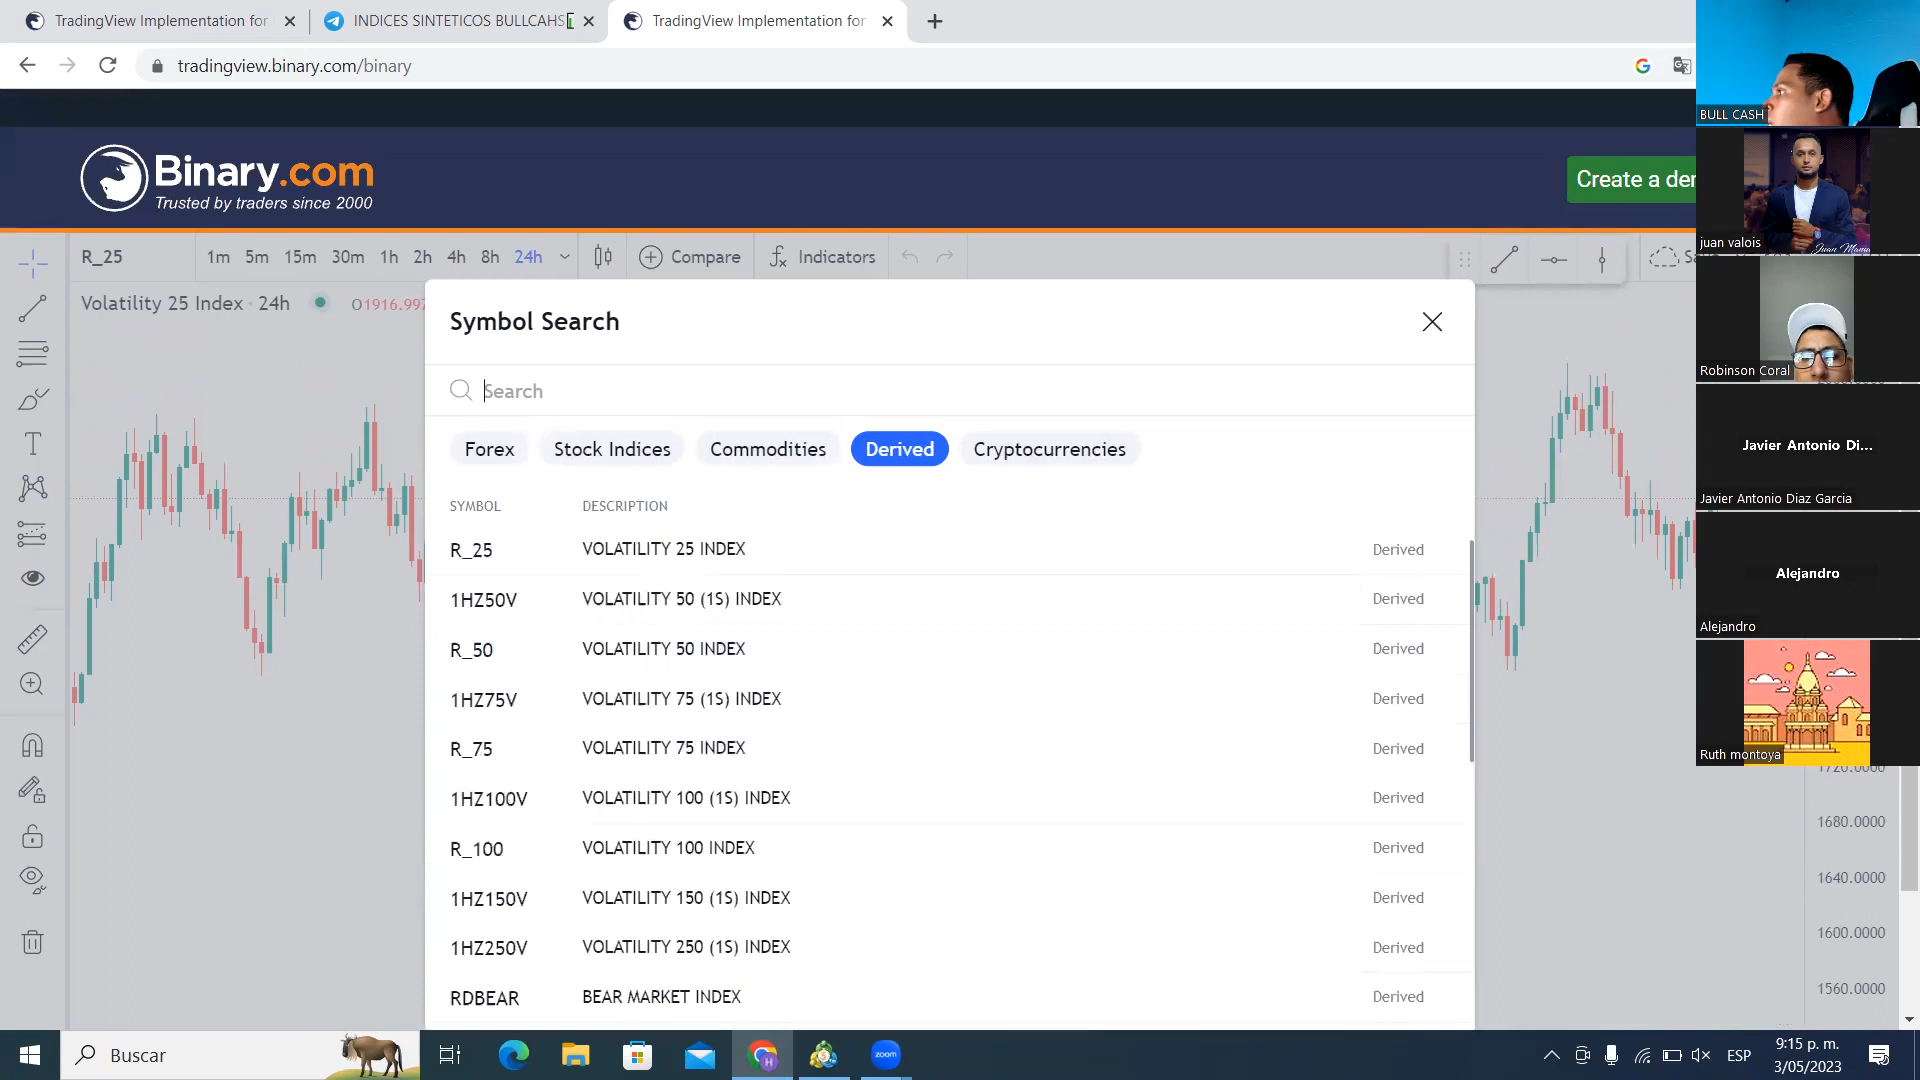 TradingView Implementation for
INDICES SINTETICOS BULLCAHS
TradingView Implementation for
tradingview.binary.com/binary
Binary.com
Trusted by traders since 2000
Create a der
R_25
1m 5m 15m 30m 1h 2h 4h 8h 24h
Compare
Indicators
Volatility 25 Index · 24h
O1916.997
Symbol Search
Search
Forex
Stock Indices
Commodities
Derived
Cryptocurrencies
SYMBOL DESCRIPTION
R_25 VOLATILITY 25 INDEX Derived
1HZ50V VOLATILITY 50 (1S) INDEX Derived
R_50 VOLATILITY 50 INDEX Derived
1HZ75V VOLATILITY 75 (1S) INDEX Derived
R_75 VOLATILITY 75 INDEX Derived
1HZ100V VOLATILITY 100 (1S) INDEX Derived
R_100 VOLATILITY 100 INDEX Derived
1HZ150V VOLATILITY 150 (1S) INDEX Derived
1HZ250V VOLATILITY 250 (1S) INDEX Derived
RDBEAR BEAR MARKET INDEX Derived
BULL CASH
juan valois
Robinson Coral
Javier Antonio Di...
Javier Antonio Diaz Garcia
Alejandro
Alejandro
Ruth montoya
1720.0000
1680.0000
1640.0000
1600.0000
1560.0000
Buscar
zoom
ESP
9:15 p. m.
3/05/2023